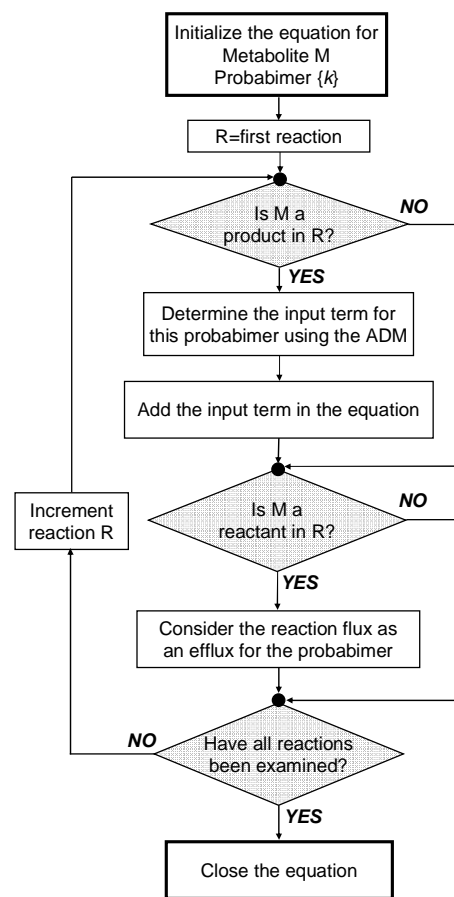 Initialize the equation for
Metabolite M
Probabimer {k}
R=first reaction
Is M a
product in R?
NO
YES
Determine the input term for
this probabimer using the ADM
Add the input term in the equation
Is M a
reactant in R?
NO
YES
Increment
reaction R
Consider the reaction flux as
an efflux for the probabimer
Have all reactions
been examined?
NO
YES
Close the equation